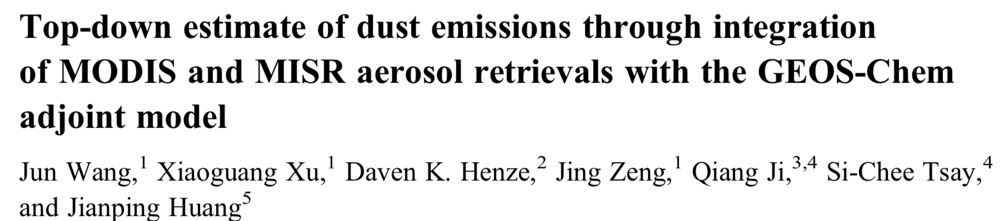 Top-down estimate of dust emissions through integration
of MODIS and MISR aerosol retrievals with the GEOS-Chem
adjoint model
Jun Wang,1 Xiaoguang Xu,1 Daven K. Henze,2 Jing Zeng,1 Qiang Ji,3,4 Si-Chee Tsay,4
and Jianping Huang5